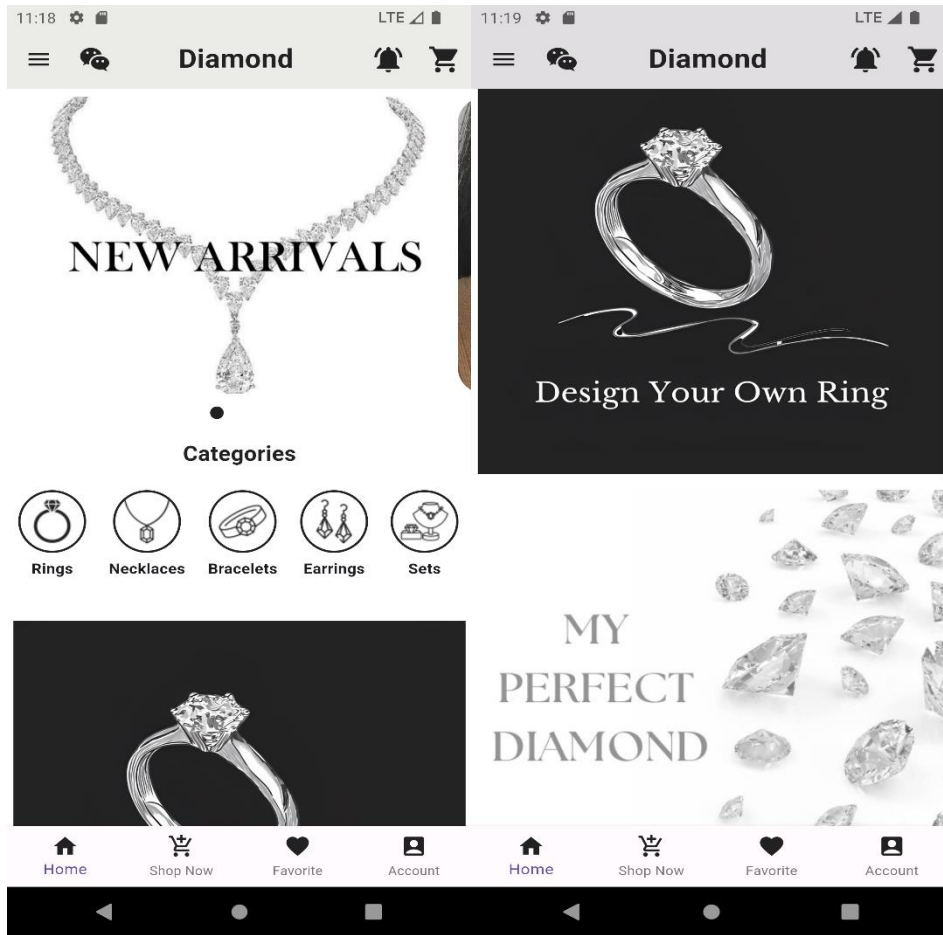 11:18 LTE
Diamond
NEW ARRIVALS
Categories
Rings Necklaces Bracelets Earrings Sets
Home Shop Now Favorite Account
11:19 LTE
Diamond
Design Your Own Ring
MY
PERFECT
DIAMOND
Home Shop Now Favorite Account